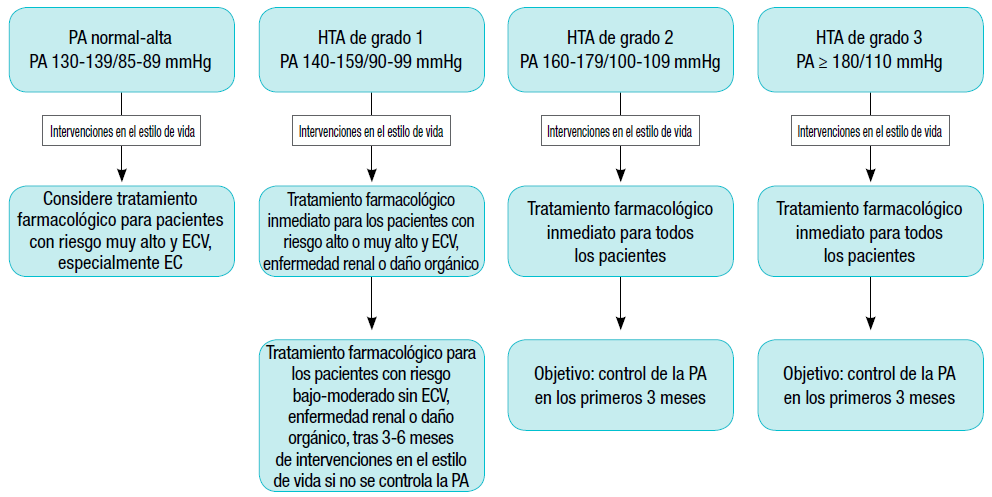 PA normal-alta
PA 130-139/85-89 mmHg
HTA de grado 1
PA 140-159/90-99 mmHg
HTA de grado 2
PA 160-179/100-109 mmHg
HTA de grado 3
PA ≥ 180/110 mmHg
Intervenciones en el estilo de vida
Intervenciones en el estilo de vida
Intervenciones en el estilo de vida
Intervenciones en el estilo de vida
Considere tratamiento
farmacológico para pacientes
con riesgo muy alto y ECV,
especialmente EC
Tratamiento farmacológico
inmediato para los pacientes con
riesgo alto o muy alto y ECV,
enfermedad renal o daño orgánico
Tratamiento farmacológico
inmediato para todos
los pacientes
Tratamiento farmacológico
inmediato para todos
los pacientes
Tratamiento farmacológico para
los pacientes con riesgo
bajo-moderado sin ECV,
enfermedad renal o daño
orgánico, tras 3-6 meses
de intervenciones en el estilo
de vida si no se controla la PA
Objetivo: control de la PA
en los primeros 3 meses
Objetivo: control de la PA
en los primeros 3 meses